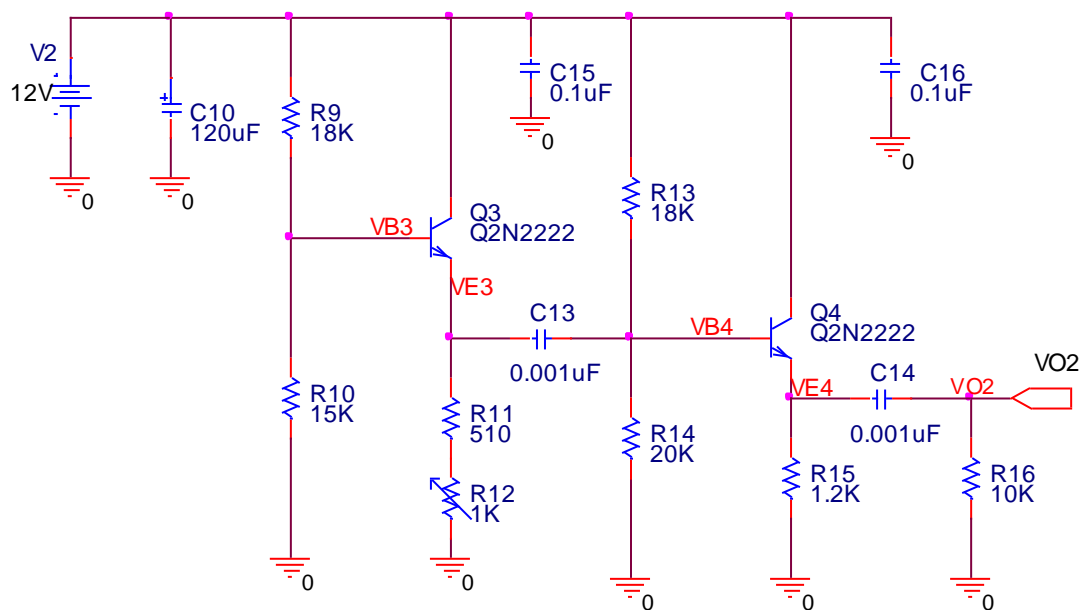 V2
12V
C10
120uF
R9
18K
C15
0.1uF
C16
0.1uF
0
0
0
0
R13
18K
Q3
Q2N2222
VB3
VE3
C13
0.001uF
VB4
Q4
Q2N2222
VE4
C14
0.001uF
VO2
VO2
R10
15K
R11
510
R12
1K
R14
20K
R15
1.2K
R16
10K
0
0
0
0
0